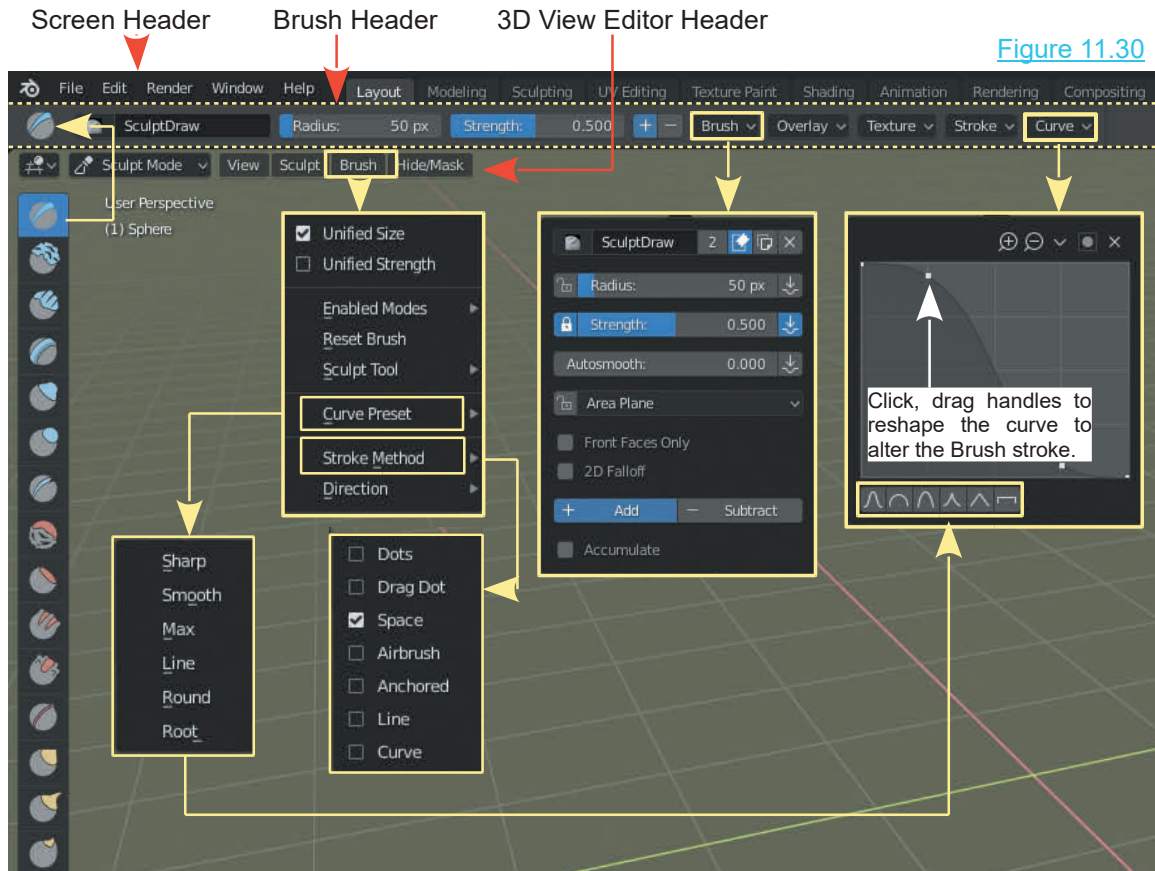 Screen Header Brush Header 3D View Editor Header
Figure 11.30
File Edit Render Window Help Layout Modeling Sculpting UV Editing Texture Paint Shading Animation Rendering Compositing
SculptDraw Radius: 50 px Strength: 0.500 + − Brush Overlay Texture Stroke Curve
Sculpt Mode View Sculpt Brush Hide/Mask
User Perspective
(1) Sphere
Unified Size
Unified Strength
Enabled Modes
Reset Brush
Sculpt Tool
Curve Preset
Stroke Method
Direction
SculptDraw 2
Radius: 50 px
Strength: 0.500
Autosmooth: 0.000
Area Plane
Front Faces Only
2D Falloff
+ Add − Subtract
Accumulate
Click, drag handles to
reshape the curve to
alter the Brush stroke.
Sharp
Smooth
Max
Line
Round
Root
Dots
Drag Dot
Space
Airbrush
Anchored
Line
Curve